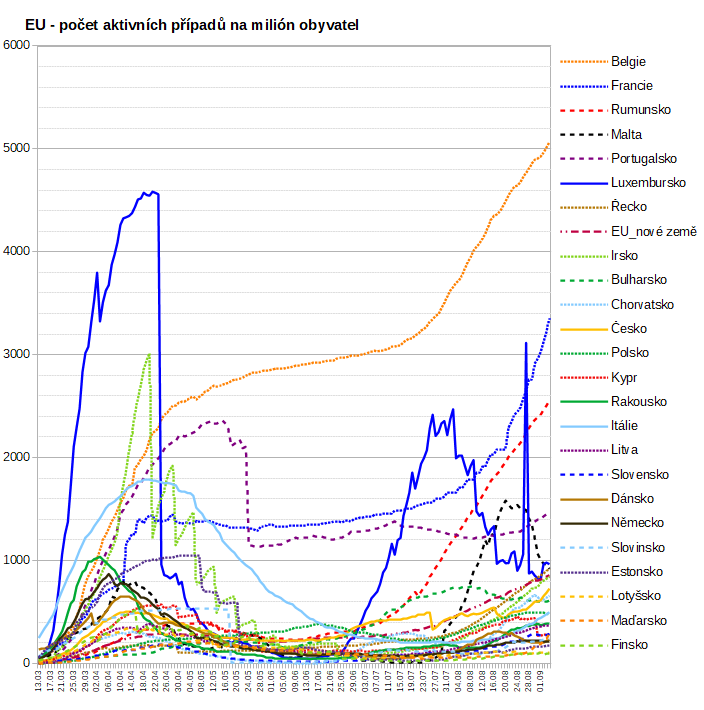 EU - počet aktivních případů na milión obyvatel
6000
5000
4000
3000
2000
1000
0
Belgie
Francie
Rumunsko
Malta
Portugalsko
Luxembursko
Řecko
EU_nové země
Irsko
Bulharsko
Chorvatsko
Česko
Polsko
Kypr
Rakousko
Itálie
Litva
Slovensko
Dánsko
Německo
Slovinsko
Estonsko
Lotyšsko
Maďarsko
Finsko
13.03
17.03
21.03
25.03
29.03
02.04
06.04
10.04
14.04
18.04
22.04
26.04
30.04
04.05
08.05
12.05
16.05
20.05
24.05
28.05
01.06
05.06
09.06
13.06
17.06
21.06
25.06
29.06
03.07
07.07
11.07
15.07
19.07
23.07
27.07
31.07
04.08
08.08
12.08
16.08
20.08
24.08
28.08
01.09